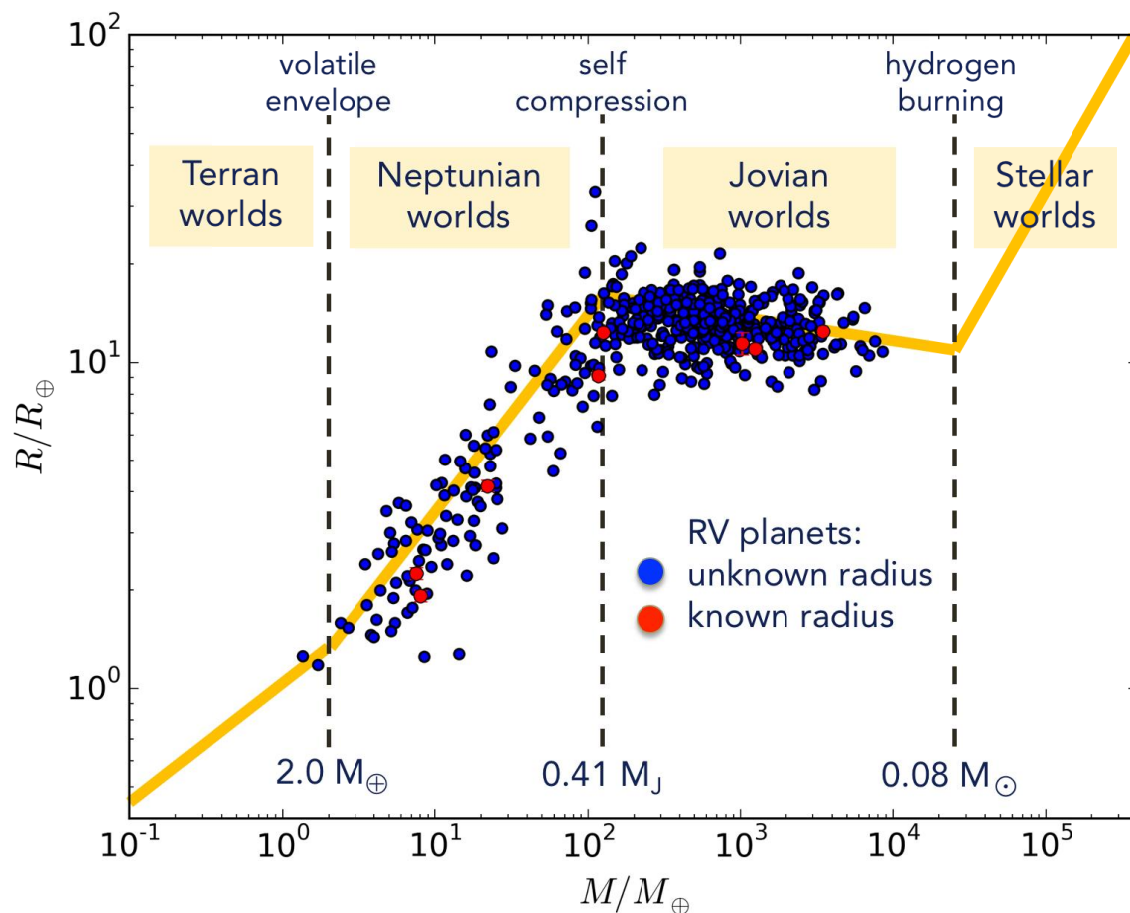 10²
volatile
envelope
self
compression
hydrogen
burning
Terran
worlds
Neptunian
worlds
Jovian
worlds
Stellar
worlds
10¹
R/R⊕
RV planets:
unknown radius
known radius
10⁰
2.0 M⊕
0.41 MJ
0.08 M☉
10⁻¹ 10⁰ 10¹ 10² 10³ 10⁴ 10⁵
M/M⊕